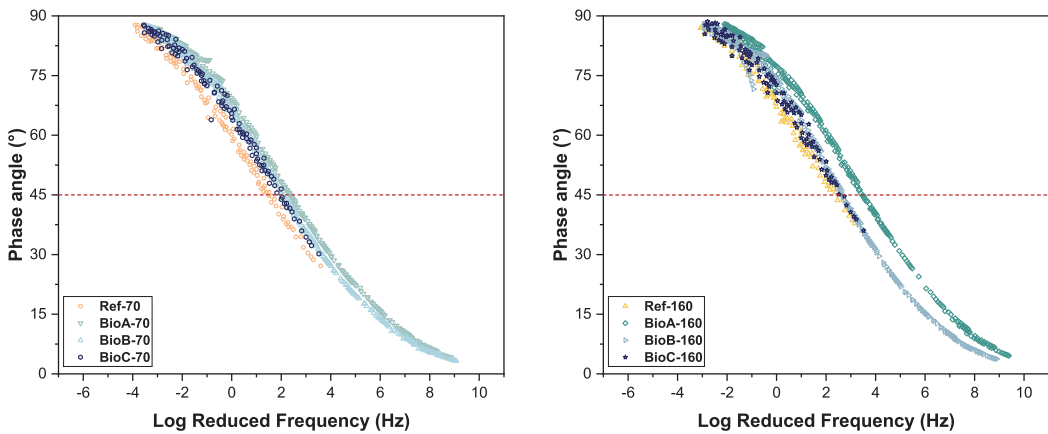 90
75
60
45
30
15
0
Phase angle (°)
Ref-70
BioA-70
BioB-70
BioC-70
-6 -4 -2 0 2 4 6 8 10
Log Reduced Frequency (Hz)
90
75
60
45
30
15
0
Phase angle (°)
Ref-160
BioA-160
BioB-160
BioC-160
-6 -4 -2 0 2 4 6 8 10
Log Reduced Frequency (Hz)